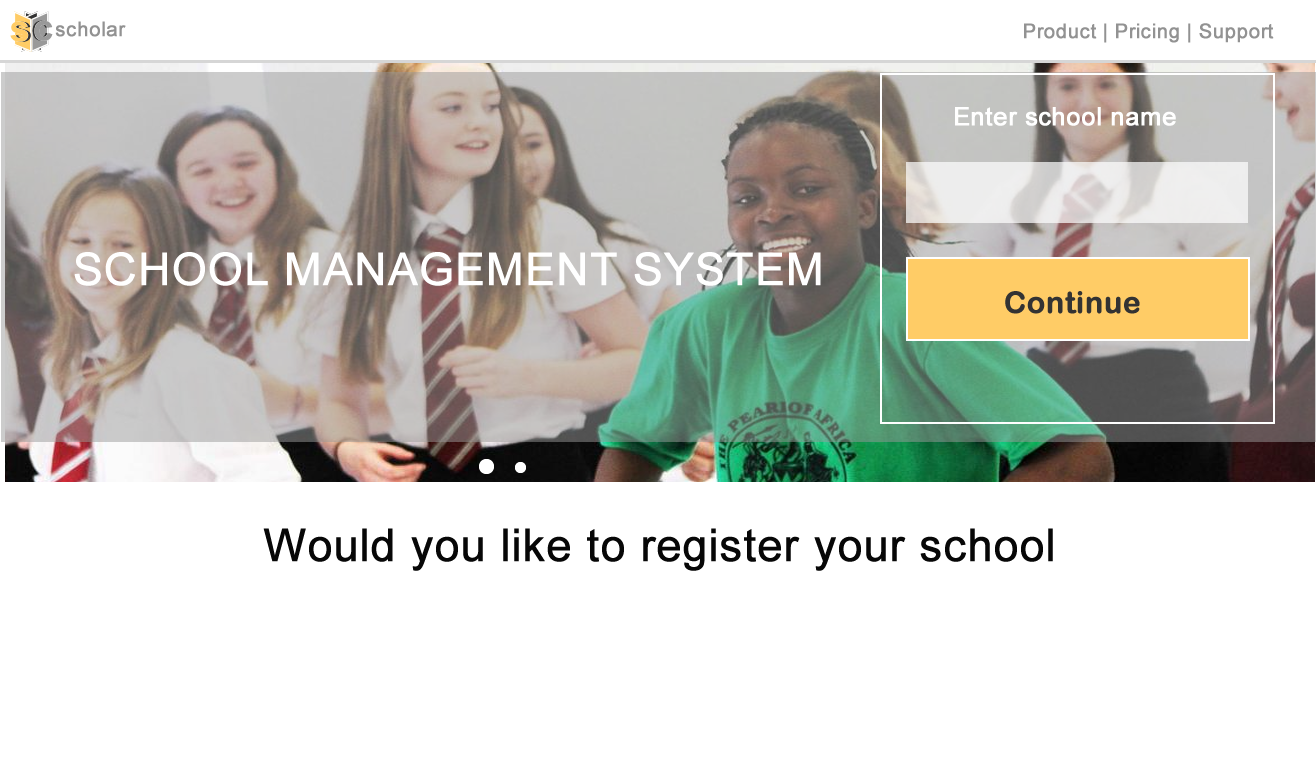 SC scholar
Product | Pricing | Support
Enter school name
SCHOOL MANAGEMENT SYSTEM
Continue
THE PEARL OF AFRICA
Would you like to register your school